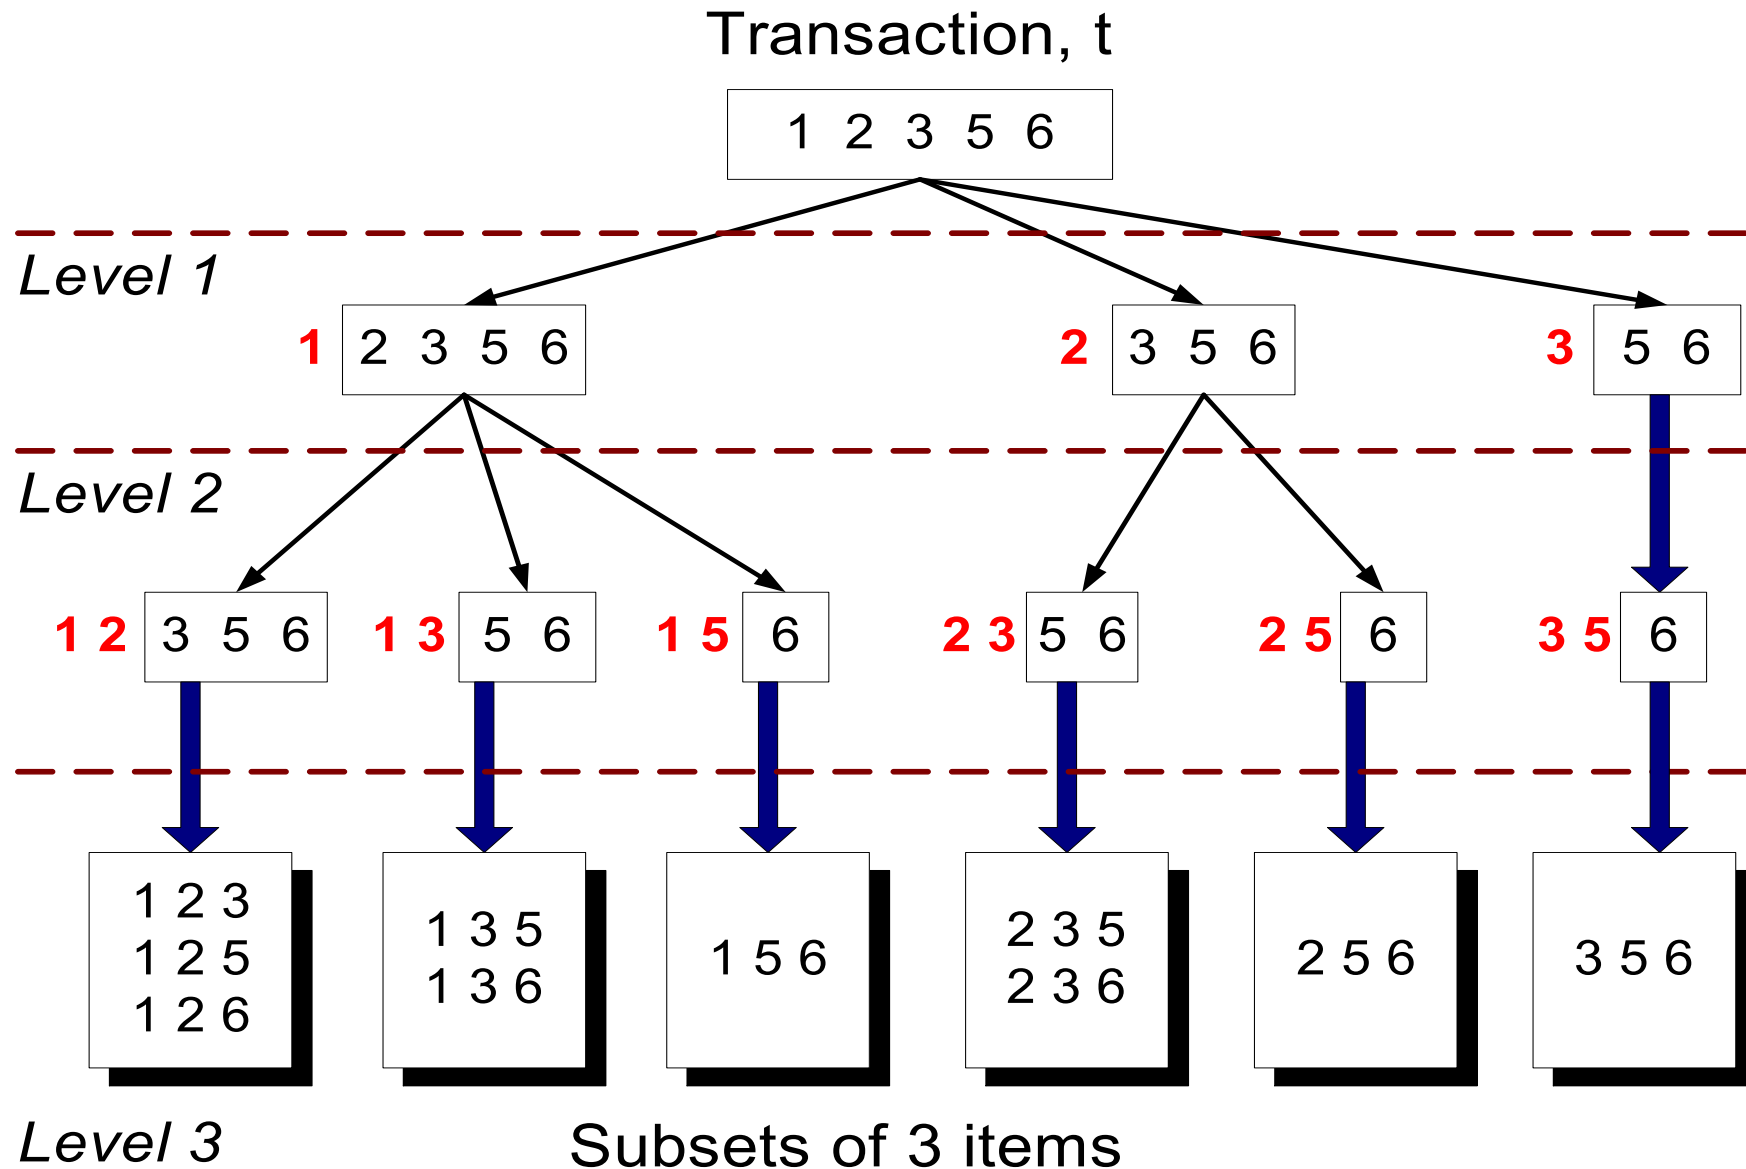 Transaction, t
1 2 3 5 6
Level 1
1 2 3 5 6
2 3 5 6
3 5 6
Level 2
1 2 3 5 6
1 3 5 6
1 5 6
2 3 5 6
2 5 6
3 5 6
1 2 3
1 2 5
1 2 6
1 3 5
1 3 6
1 5 6
2 3 5
2 3 6
2 5 6
3 5 6
Level 3
Subsets of 3 items